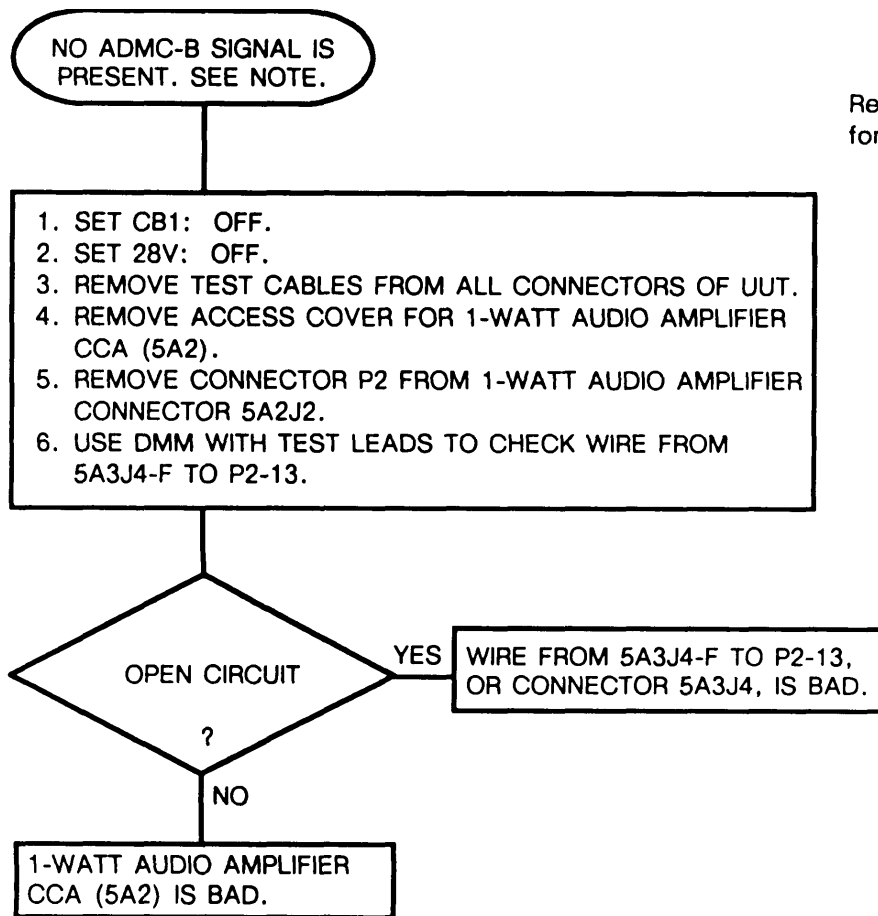 NO ADMC-B SIGNAL IS
PRESENT. SEE NOTE.
Re
for
1. SET CB1: OFF.
2. SET 28V: OFF.
3. REMOVE TEST CABLES FROM ALL CONNECTORS OF UUT.
4. REMOVE ACCESS COVER FOR 1-WATT AUDIO AMPLIFIER
CCA (5A2).
5. REMOVE CONNECTOR P2 FROM 1-WATT AUDIO AMPLIFIER
CONNECTOR 5A2J2.
6. USE DMM WITH TEST LEADS TO CHECK WIRE FROM
5A3J4-F TO P2-13.
OPEN CIRCUIT
?
YES
WIRE FROM 5A3J4-F TO P2-13,
OR CONNECTOR 5A3J4, IS BAD.
NO
1-WATT AUDIO AMPLIFIER
CCA (5A2) IS BAD.